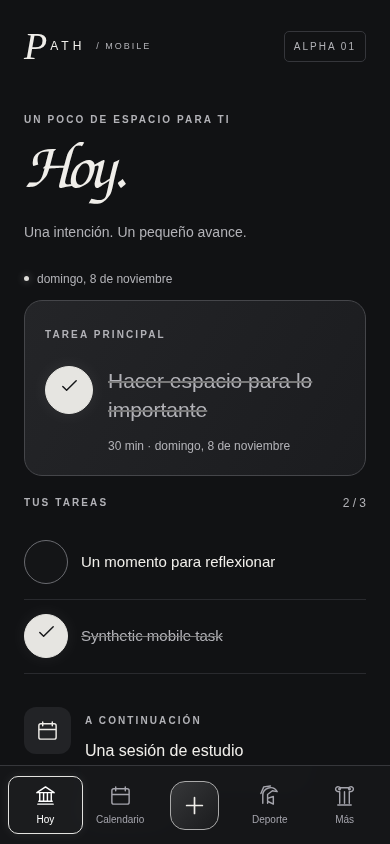 PATH / MOBILE
ALPHA 01
UN POCO DE ESPACIO PARA TI
Hoy.
Una intención. Un pequeño avance.
domingo, 8 de noviembre
TAREA PRINCIPAL
Hacer espacio para lo
importante
30 min · domingo, 8 de noviembre
TUS TAREAS
2 / 3
Un momento para reflexionar
Synthetic mobile task
A CONTINUACIÓN
Una sesión de estudio
Hoy
Calendario
Deporte
Más